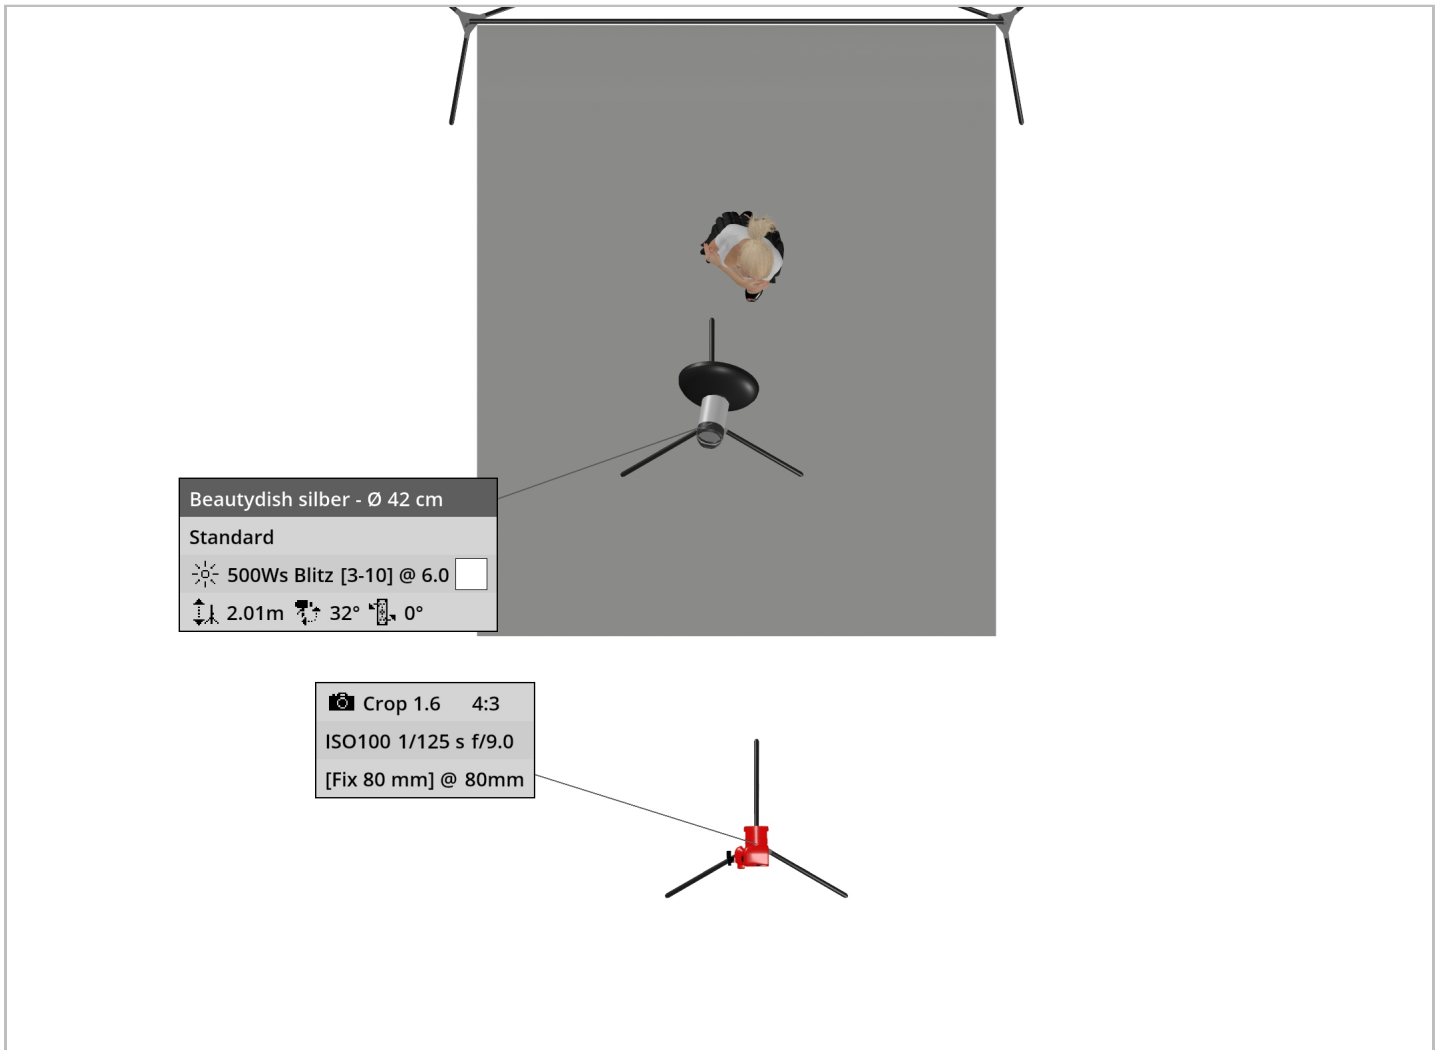 Beautydish silber - Ø 42 cm
Standard
500Ws Blitz [3-10] @ 6.0
2.01m 32° 0°
Crop 1.6 4:3
ISO100 1/125 s f/9.0
[Fix 80 mm] @ 80mm